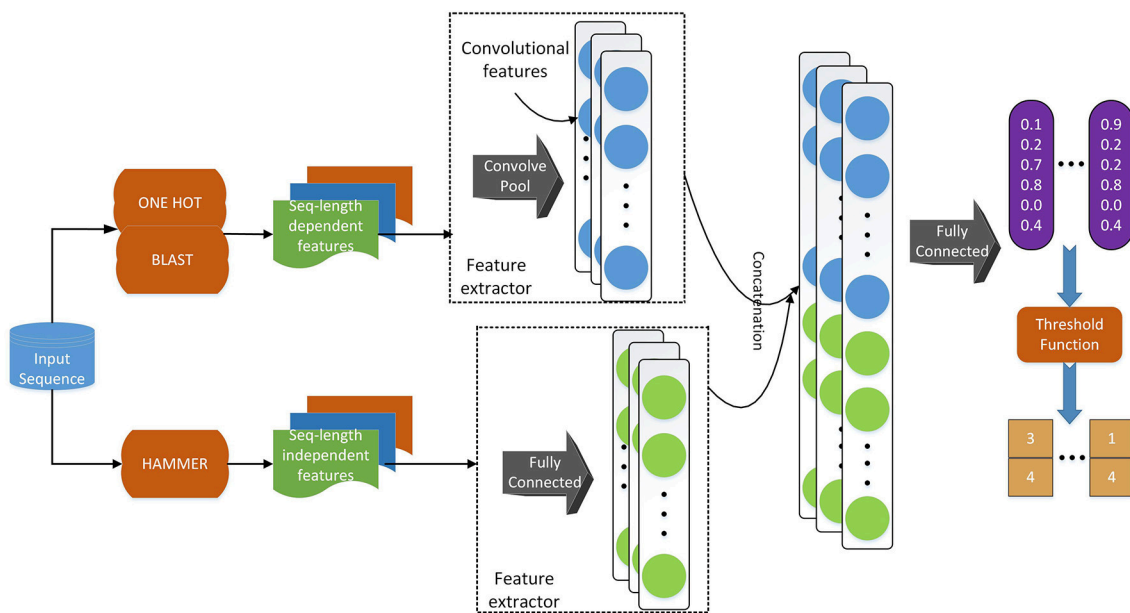 Convolutional
features
Convolve
Pool
Feature
extractor
ONE HOT
BLAST
Seq-length
dependent
features
Input
Sequence
HAMMER
Seq-length
independent
features
Fully
Connected
Feature
extractor
Concatenation
Fully
Connected
0.1
0.2
0.7
0.8
0.0
0.4
0.9
0.2
0.2
0.8
0.0
0.4
Threshold
Function
3
4
1
4